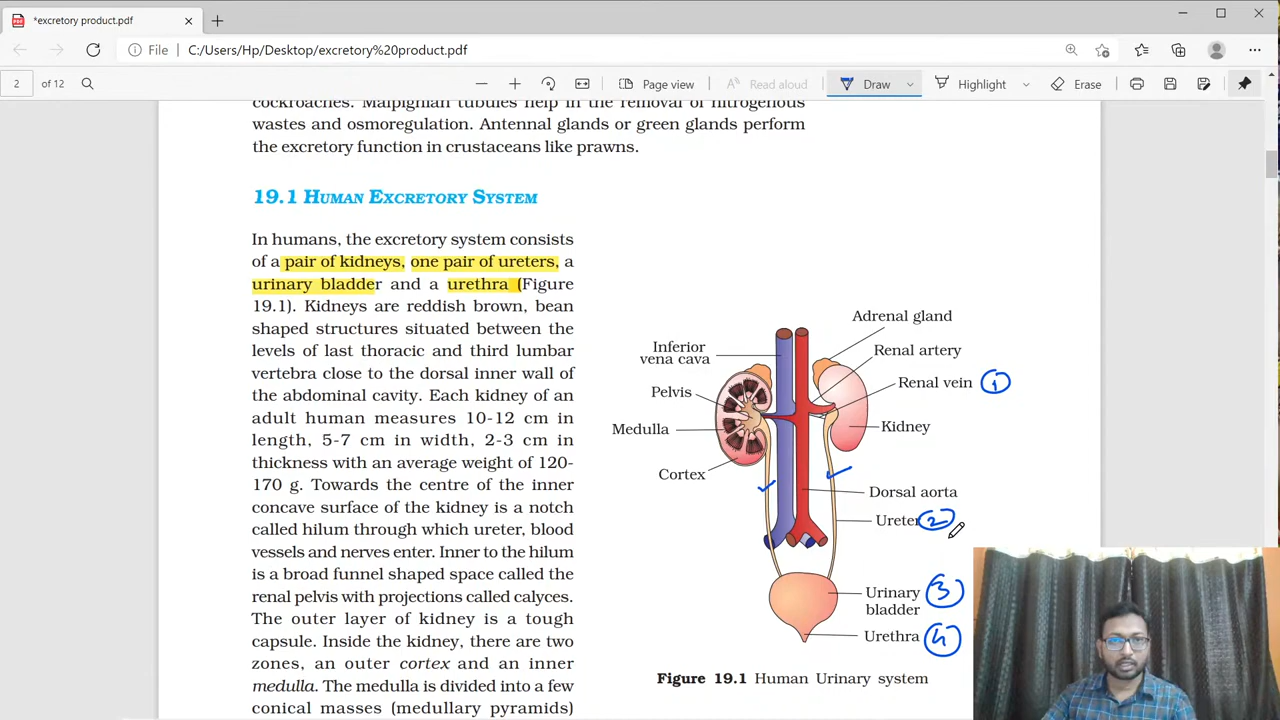 *excretory product.pdf
File
C:/Users/Hp/Desktop/excretory%20product.pdf
2
of 12
Page view
Read aloud
Draw
Highlight
Erase
cockroaches. Malpighian tubules help in the removal of nitrogenous
wastes and osmoregulation. Antennal glands or green glands perform
the excretory function in crustaceans like prawns.
19.1 HUMAN EXCRETORY SYSTEM
In humans, the excretory system consists
of a pair of kidneys, one pair of ureters, a
urinary bladder and a urethra (Figure
19.1). Kidneys are reddish brown, bean
shaped structures situated between the
levels of last thoracic and third lumbar
vertebra close to the dorsal inner wall of
the abdominal cavity. Each kidney of an
adult human measures 10-12 cm in
length, 5-7 cm in width, 2-3 cm in
thickness with an average weight of 120-
170 g. Towards the centre of the inner
concave surface of the kidney is a notch
called hilum through which ureter, blood
vessels and nerves enter. Inner to the hilum
is a broad funnel shaped space called the
renal pelvis with projections called calyces.
The outer layer of kidney is a tough
capsule. Inside the kidney, there are two
zones, an outer cortex and an inner
medulla. The medulla is divided into a few
conical masses (medullary pyramids)
Adrenal gland
Inferior
vena cava
Renal artery
Renal vein 1
Pelvis
Medulla
Kidney
Cortex
Dorsal aorta
Ureter 2
Urinary
bladder 3
Urethra 4
Figure 19.1 Human Urinary system